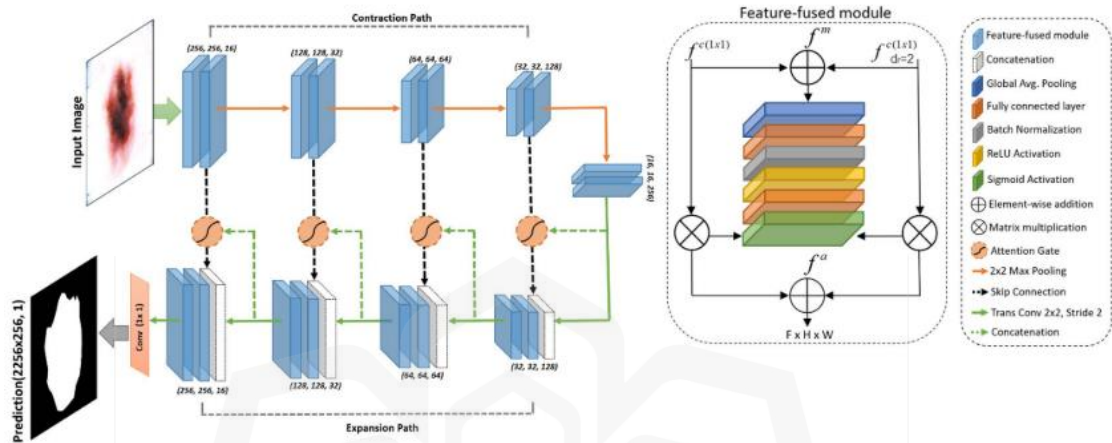 Contraction Path
(256, 256, 16)
(128, 128, 32)
(64, 64, 64)
(32, 32, 128)
Input Image
(16, 16, 256)
Prediction(2256x256, 1)
Conv (1x1)
(256, 256, 16)
(128, 128, 32)
(64, 64, 64)
(32, 32, 128)
Expansion Path
Feature-fused module
f^c(1x1)
f^m
f^c(1x1)
dᵣ=2
f^a
F x H x W
Feature-fused module
Concatenation
Global Avg. Pooling
Fully connected layer
Batch Normalization
ReLU Activation
Sigmoid Activation
Element-wise addition
Matrix multiplication
Attention Gate
2x2 Max Pooling
Skip Connection
Trans Conv 2x2, Stride 2
Concatenation